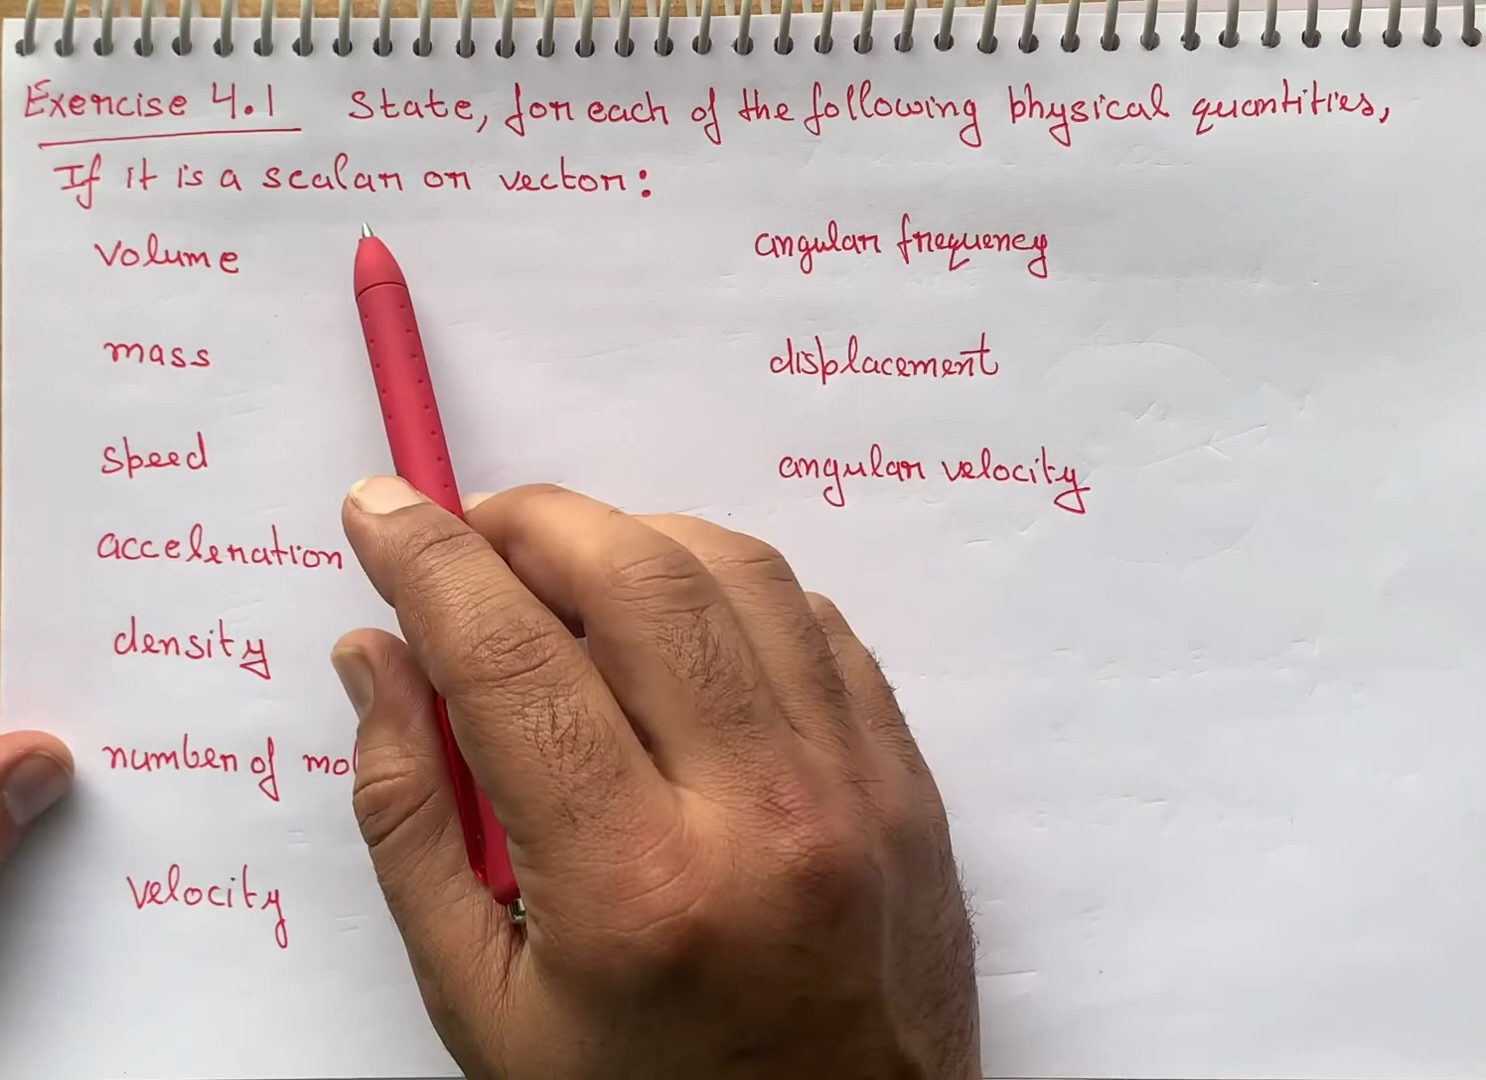 Exercise 4.1 State, for each of the following physical quantities,
If it is a scalar or vector:
volume
mass
speed
acceleration
density
number of mol
velocity
angular frequency
displacement
angular velocity